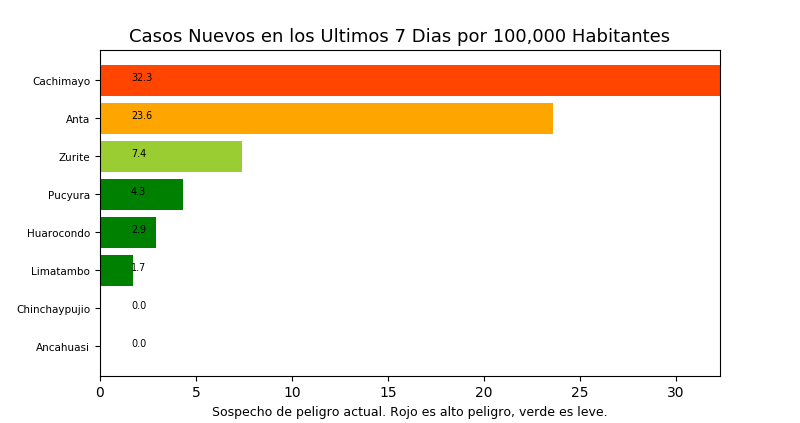 Casos Nuevos en los Ultimos 7 Dias por 100,000 Habitantes
Cachimayo 32.3
Anta 23.6
Zurite 7.4
Pucyura 4.3
Huarocondo 2.9
Limatambo 1.7
Chinchaypujio 0.0
Ancahuasi 0.0
0 5 10 15 20 25 30
Sospecho de peligro actual. Rojo es alto peligro, verde es leve.